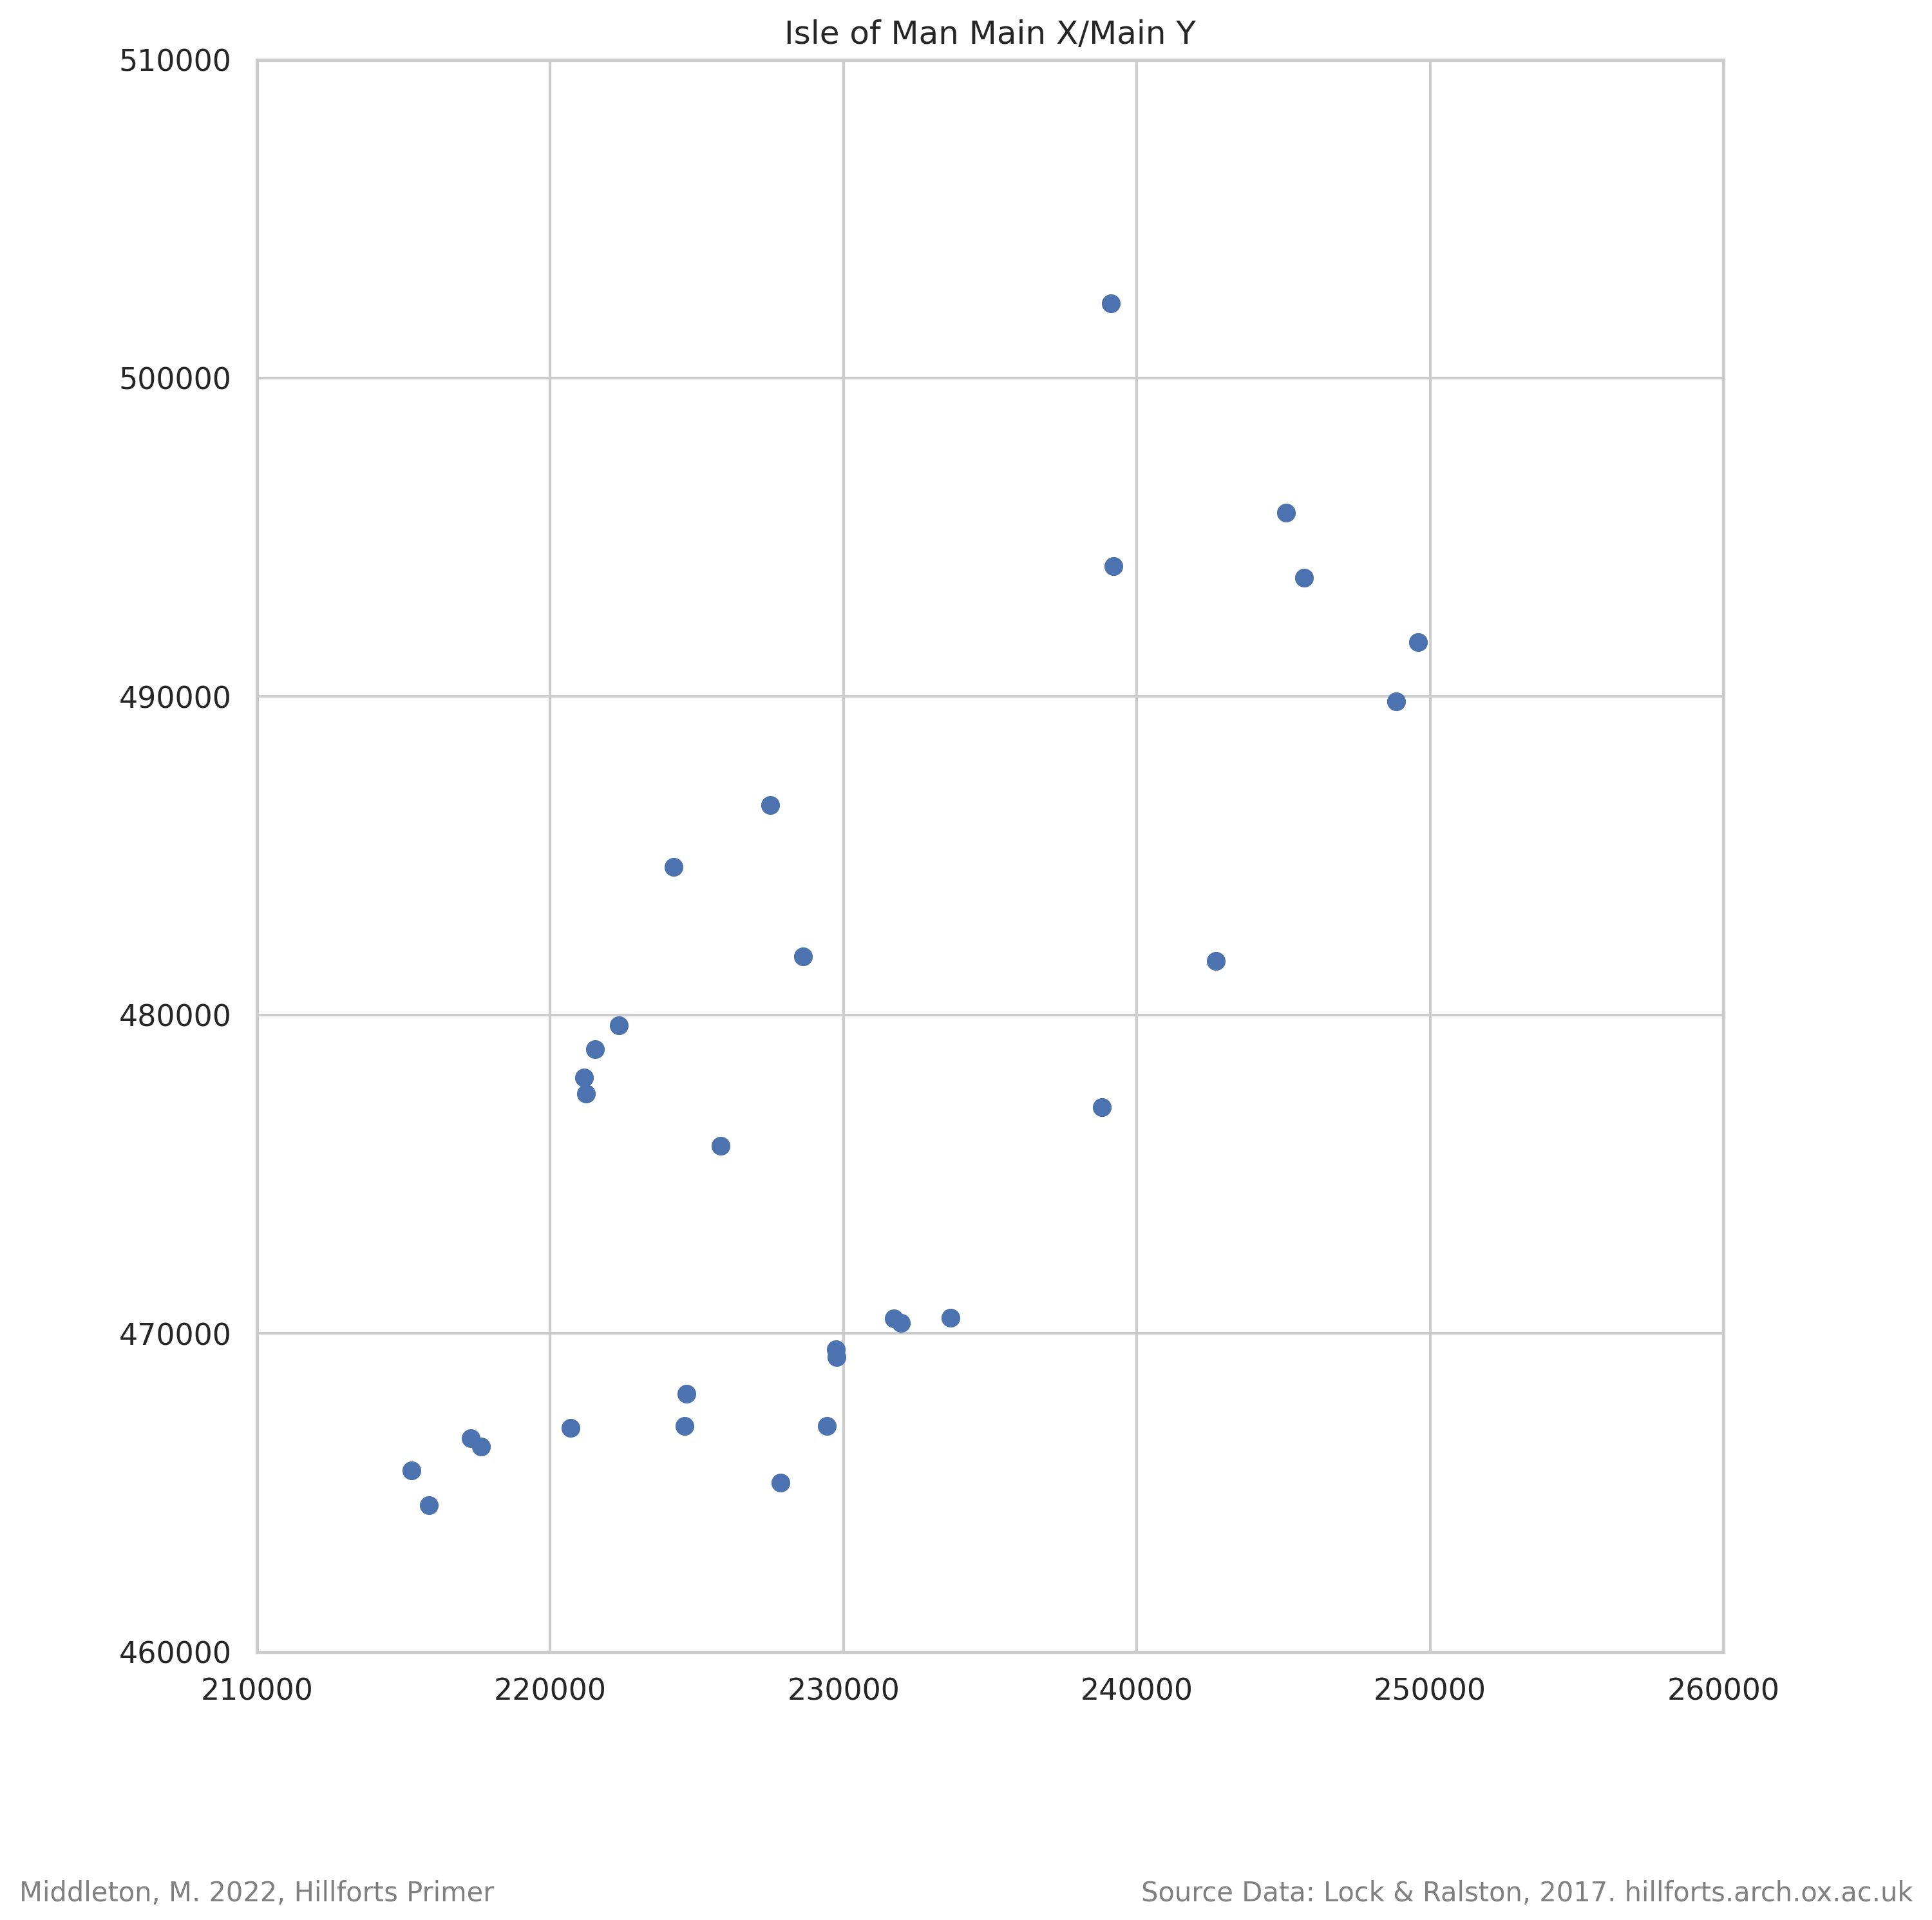 Isle of Man Main X/Main Y
510000
500000
490000
480000
470000
460000
210000 220000 230000 240000 250000 260000
Middleton, M. 2022, Hillforts Primer
Source Data: Lock & Ralston, 2017. hillforts.arch.ox.ac.uk